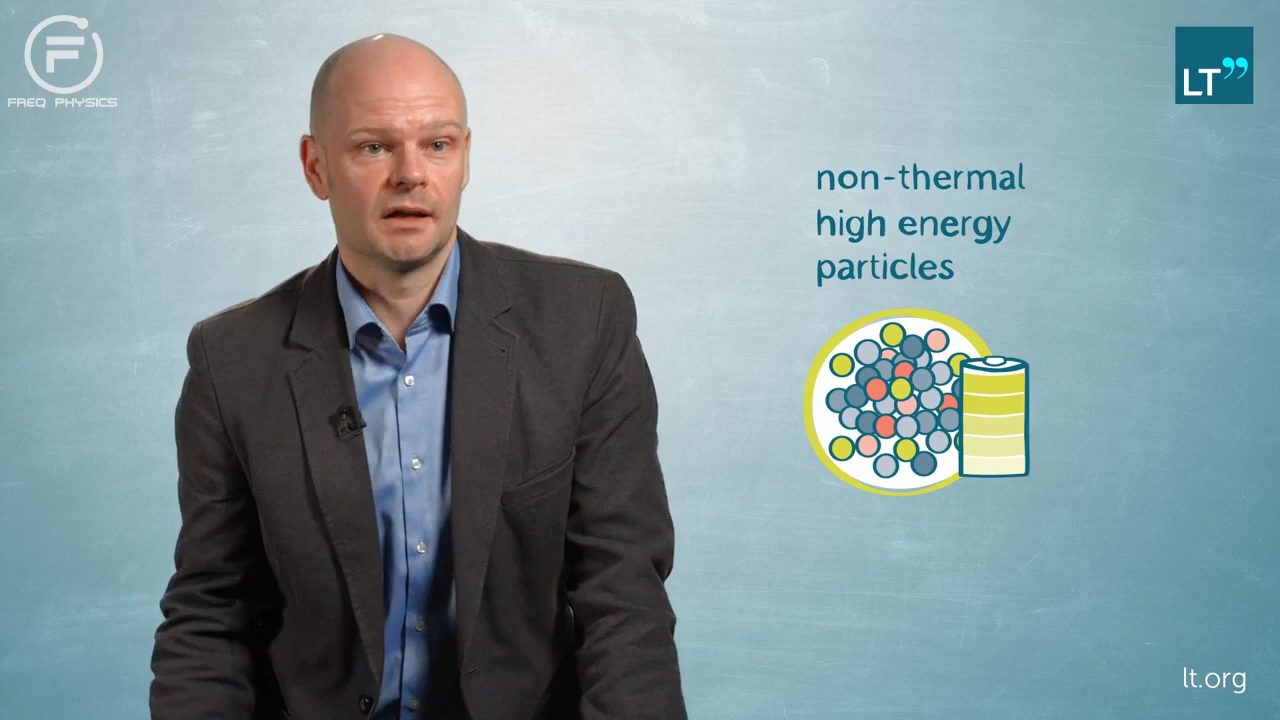 FREQ PHYSICS
LT”
non-thermal
high energy
particles
lt.org